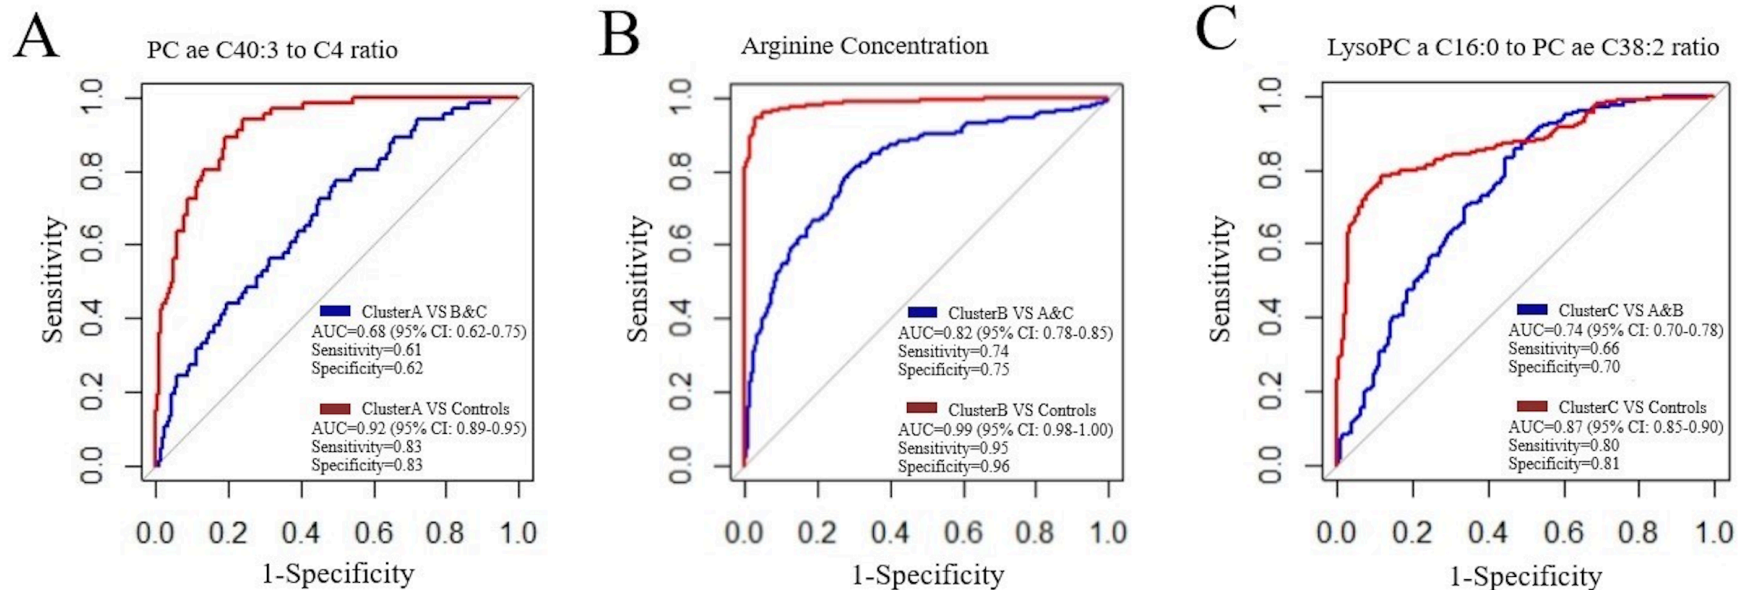 A
PC ae C40:3 to C4 ratio
Sensitivity
1.0
0.8
0.6
0.4
0.2
0.0
ClusterA VS B&C
AUC=0.68 (95% CI: 0.62-0.75)
Sensitivity=0.61
Specificity=0.62
ClusterA VS Controls
AUC=0.92 (95% CI: 0.89-0.95)
Sensitivity=0.83
Specificity=0.83
0.0 0.2 0.4 0.6 0.8 1.0
1-Specificity
B
Arginine Concentration
Sensitivity
1.0
0.8
0.6
0.4
0.2
0.0
ClusterB VS A&C
AUC=0.82 (95% CI: 0.78-0.85)
Sensitivity=0.74
Specificity=0.75
ClusterB VS Controls
AUC=0.99 (95% CI: 0.98-1.00)
Sensitivity=0.95
Specificity=0.96
0.0 0.2 0.4 0.6 0.8 1.0
1-Specificity
C
LysoPC a C16:0 to PC ae C38:2 ratio
Sensitivity
1.0
0.8
0.6
0.4
0.2
0.0
ClusterC VS A&B
AUC=0.74 (95% CI: 0.70-0.78)
Sensitivity=0.66
Specificity=0.70
ClusterC VS Controls
AUC=0.87 (95% CI: 0.85-0.90)
Sensitivity=0.80
Specificity=0.81
0.0 0.2 0.4 0.6 0.8 1.0
1-Specificity